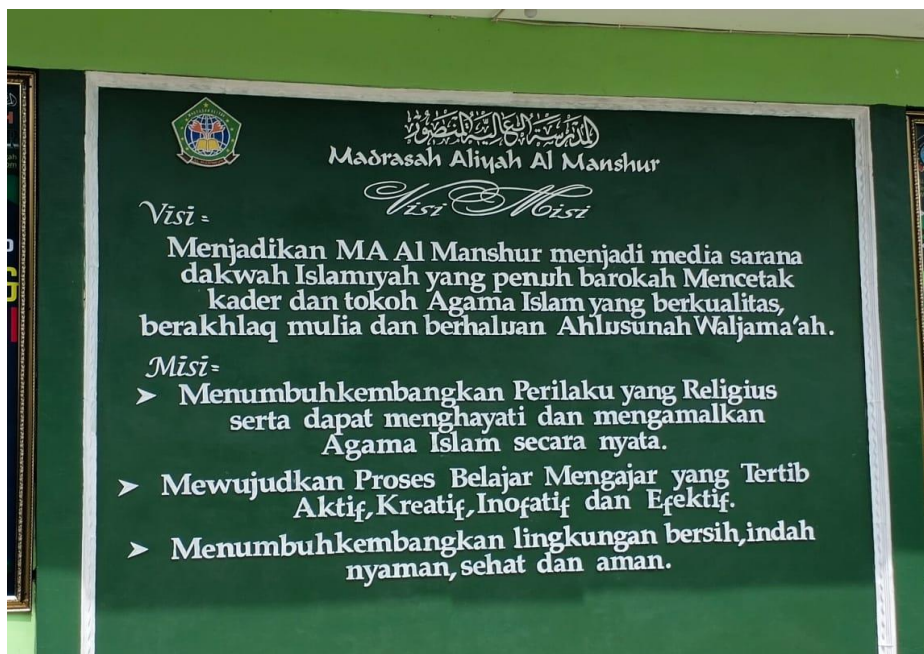 المدرسة العالية المنصور
Madrasah Aliyah Al Manshur
Visi Misi
Visi =
Menjadikan MA Al Manshur menjadi media sarana
dakwah Islamiyah yang penuh barokah Mencetak
kader dan tokoh Agama Islam yang berkualitas,
berakhlaq mulia dan berhaluan Ahlusunah Waljama'ah.
Misi=
➤ Menumbuhkembangkan Perilaku yang Religius
serta dapat menghayati dan mengamalkan
Agama Islam secara nyata.
➤ Mewujudkan Proses Belajar Mengajar yang Tertib
Aktif,Kreatif,Inofatif dan Efektif.
➤ Menumbuhkembangkan lingkungan bersih,indah
nyaman,sehat dan aman.